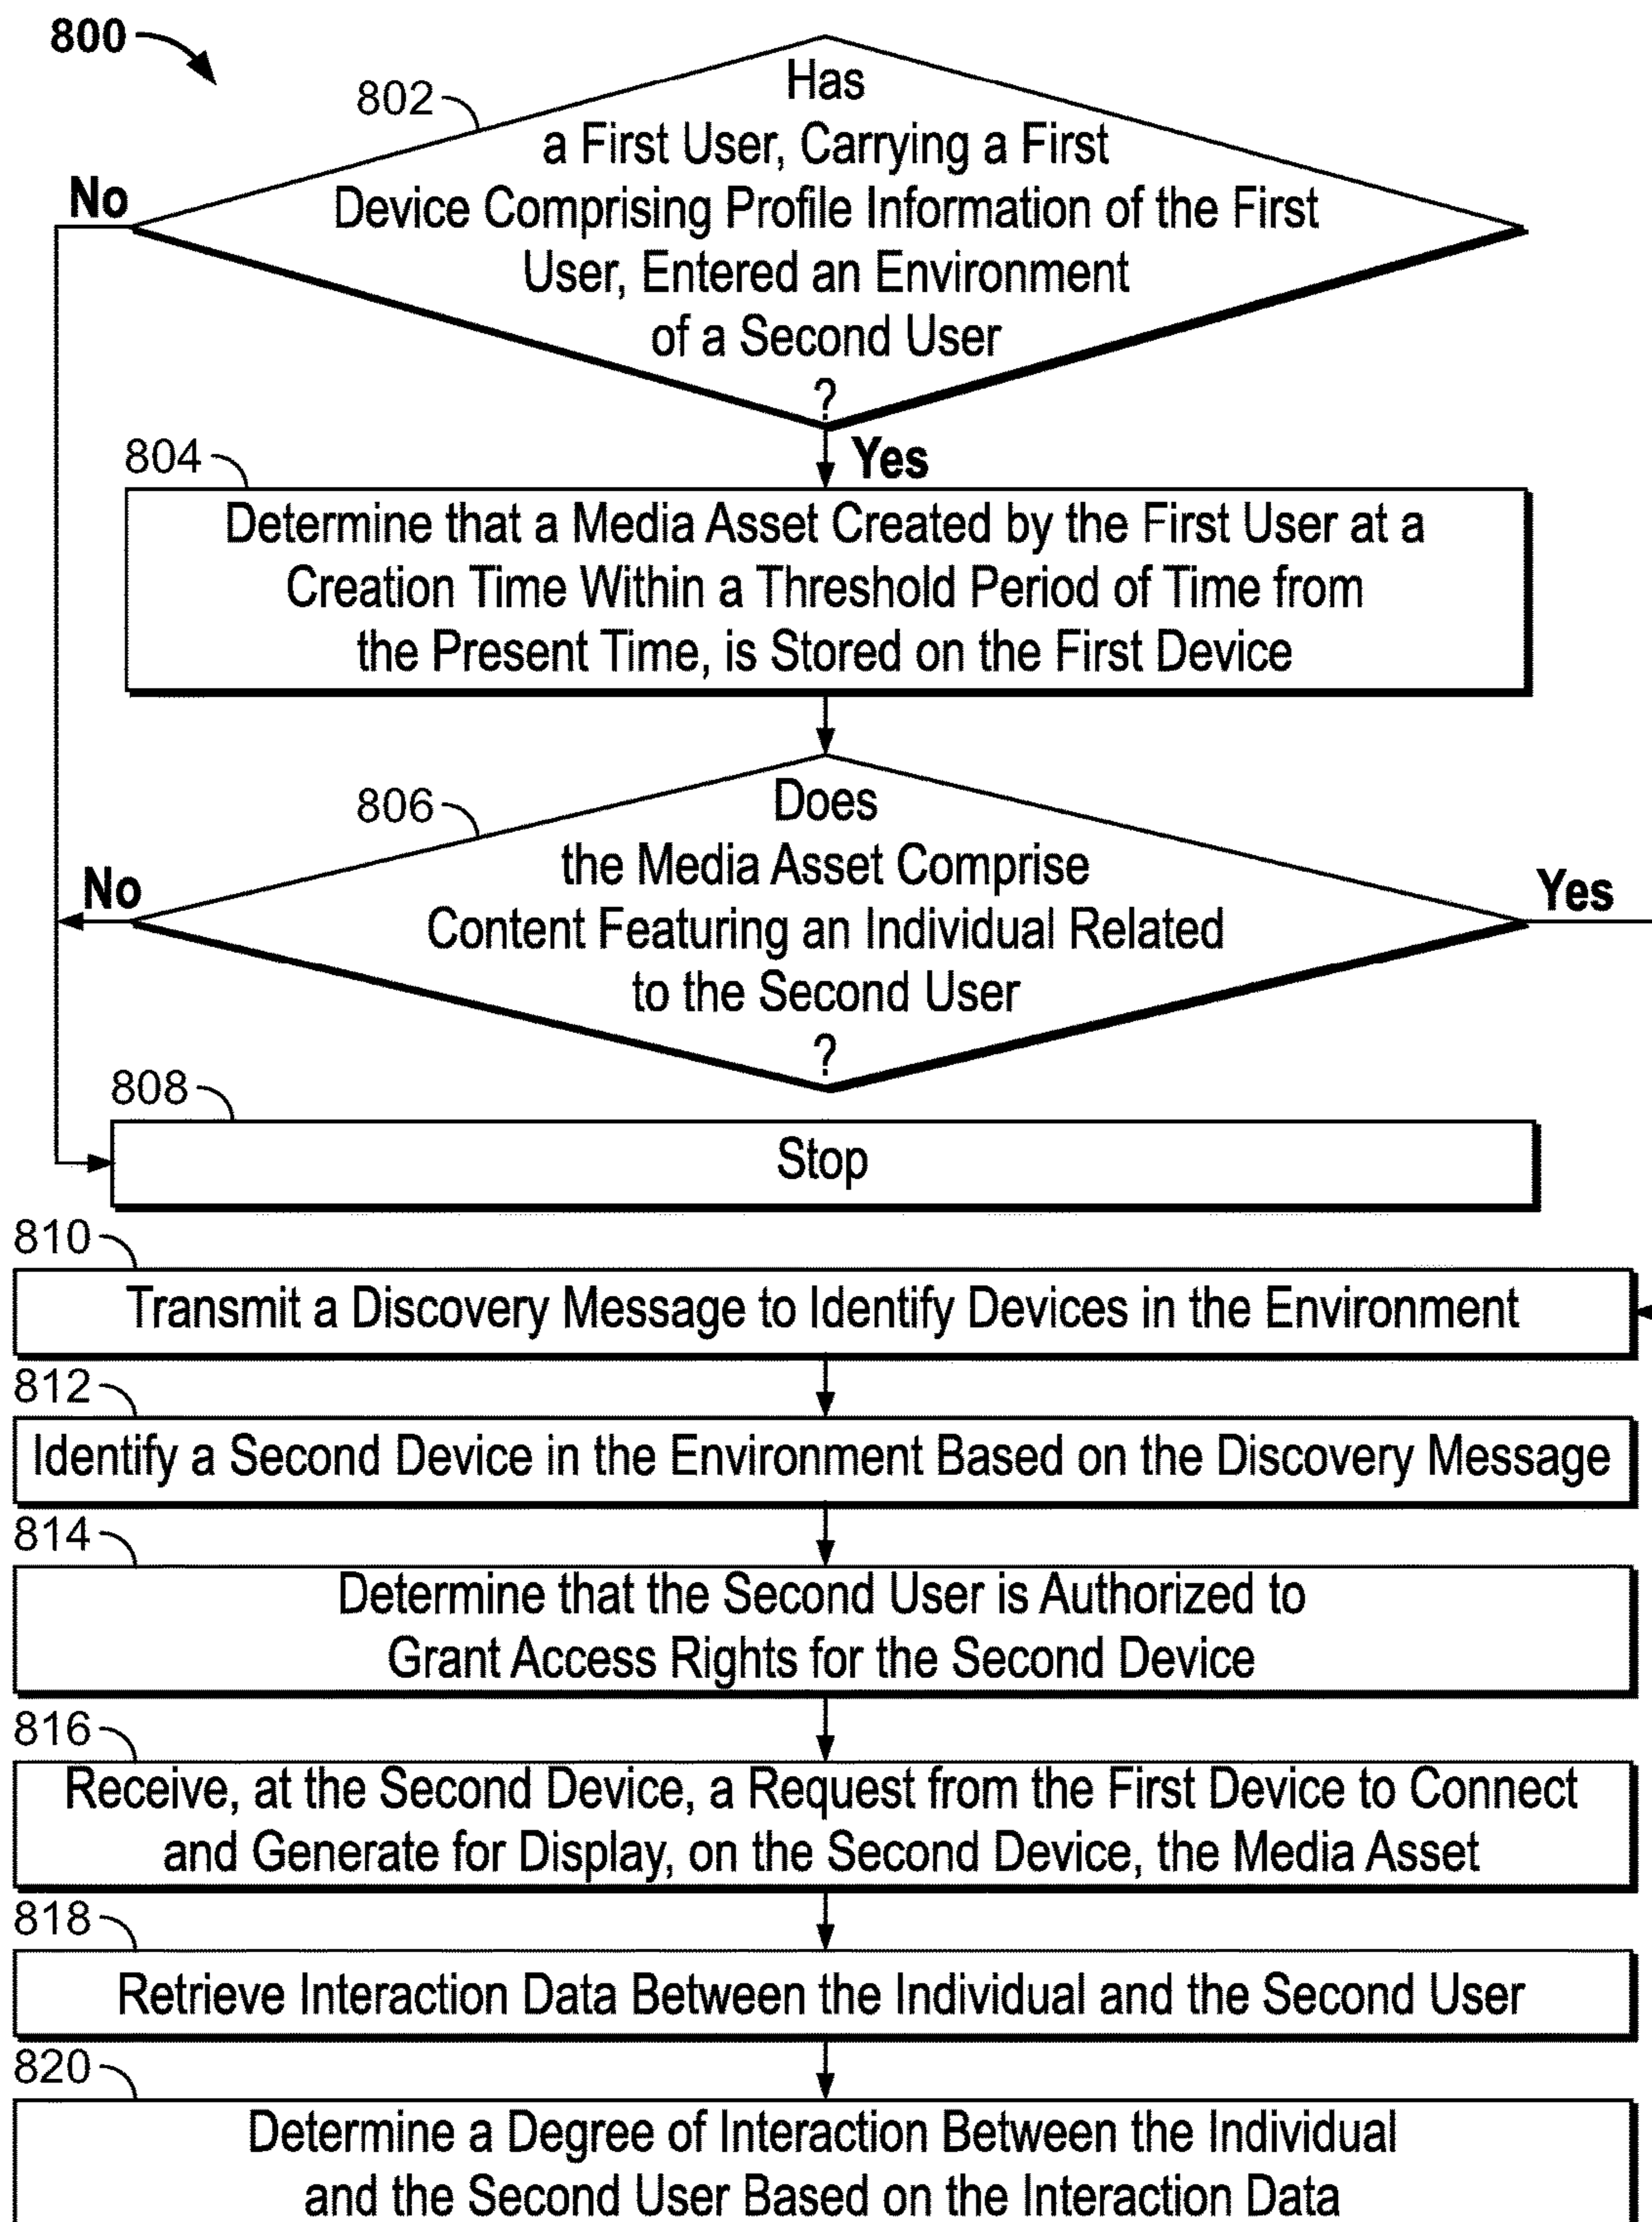 800
802
Has
a First User, Carrying a First
Device Comprising Profile Information of the First
User, Entered an Environment
of a Second User
?
No
Yes
804
Determine that a Media Asset Created by the First User at a
Creation Time Within a Threshold Period of Time from
the Present Time, is Stored on the First Device
806
Does
the Media Asset Comprise
Content Featuring an Individual Related
to the Second User
?
No
Yes
808
Stop
810
Transmit a Discovery Message to Identify Devices in the Environment
812
Identify a Second Device in the Environment Based on the Discovery Message
814
Determine that the Second User is Authorized to
Grant Access Rights for the Second Device
816
Receive, at the Second Device, a Request from the First Device to Connect
and Generate for Display, on the Second Device, the Media Asset
818
Retrieve Interaction Data Between the Individual and the Second User
820
Determine a Degree of Interaction Between the Individual
and the Second User Based on the Interaction Data